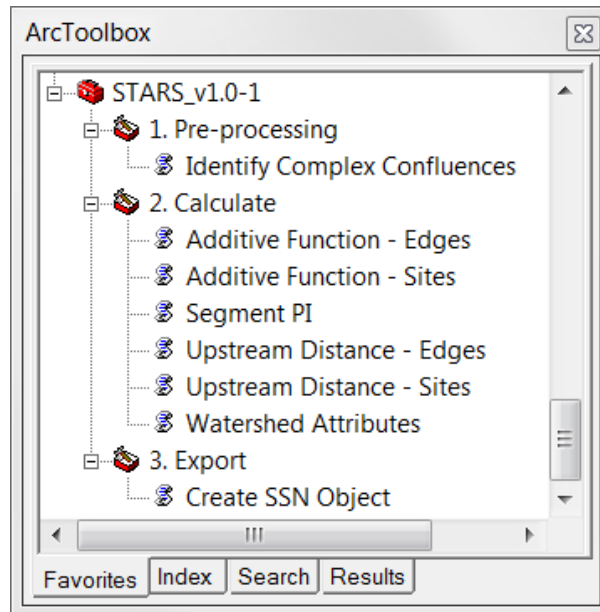 ArcToolbox
STARS_v1.0-1
1. Pre-processing
Identify Complex Confluences
2. Calculate
Additive Function - Edges
Additive Function - Sites
Segment PI
Upstream Distance - Edges
Upstream Distance - Sites
Watershed Attributes
3. Export
Create SSN Object
Favorites Index Search Results